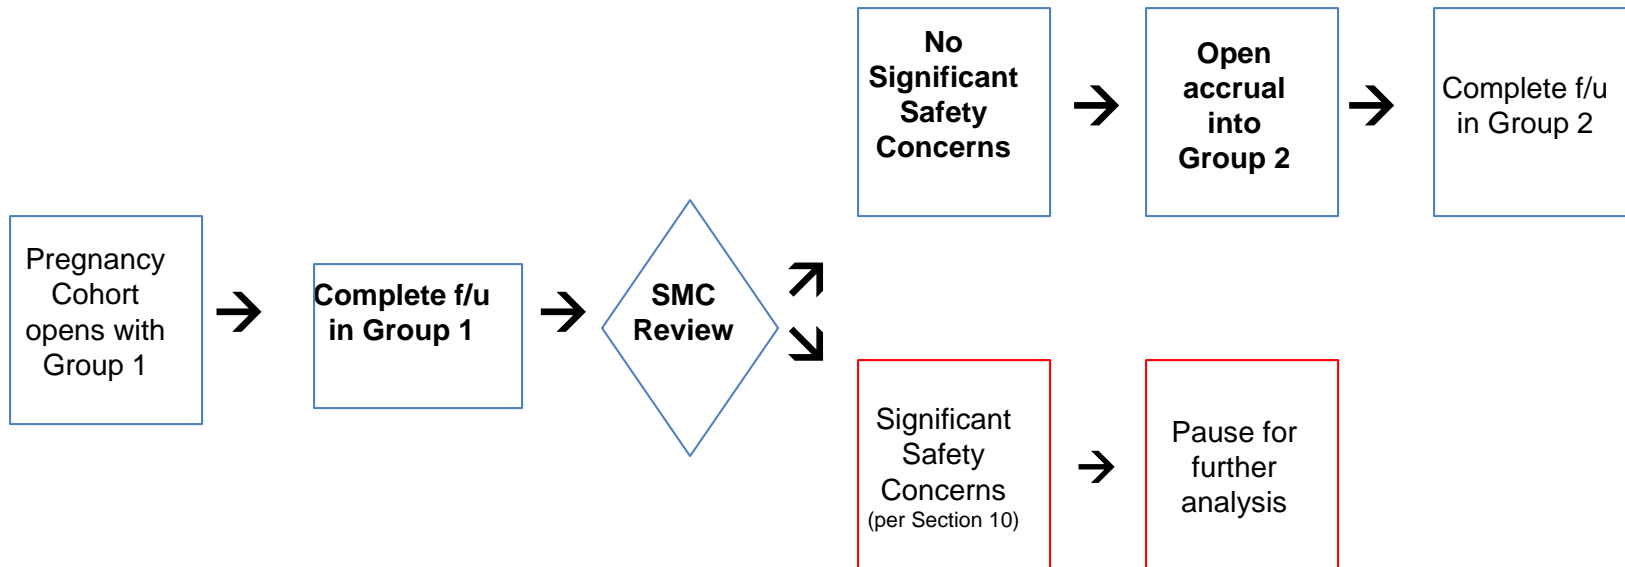 Pregnancy
Cohort
opens with
Group 1
Complete f/u
in Group 1
SMC
Review
No
Significant
Safety
Concerns
Open
accrual
into
Group 2
Complete f/u
in Group 2
Significant
Safety
Concerns
(per Section 10)
Pause for
further
analysis